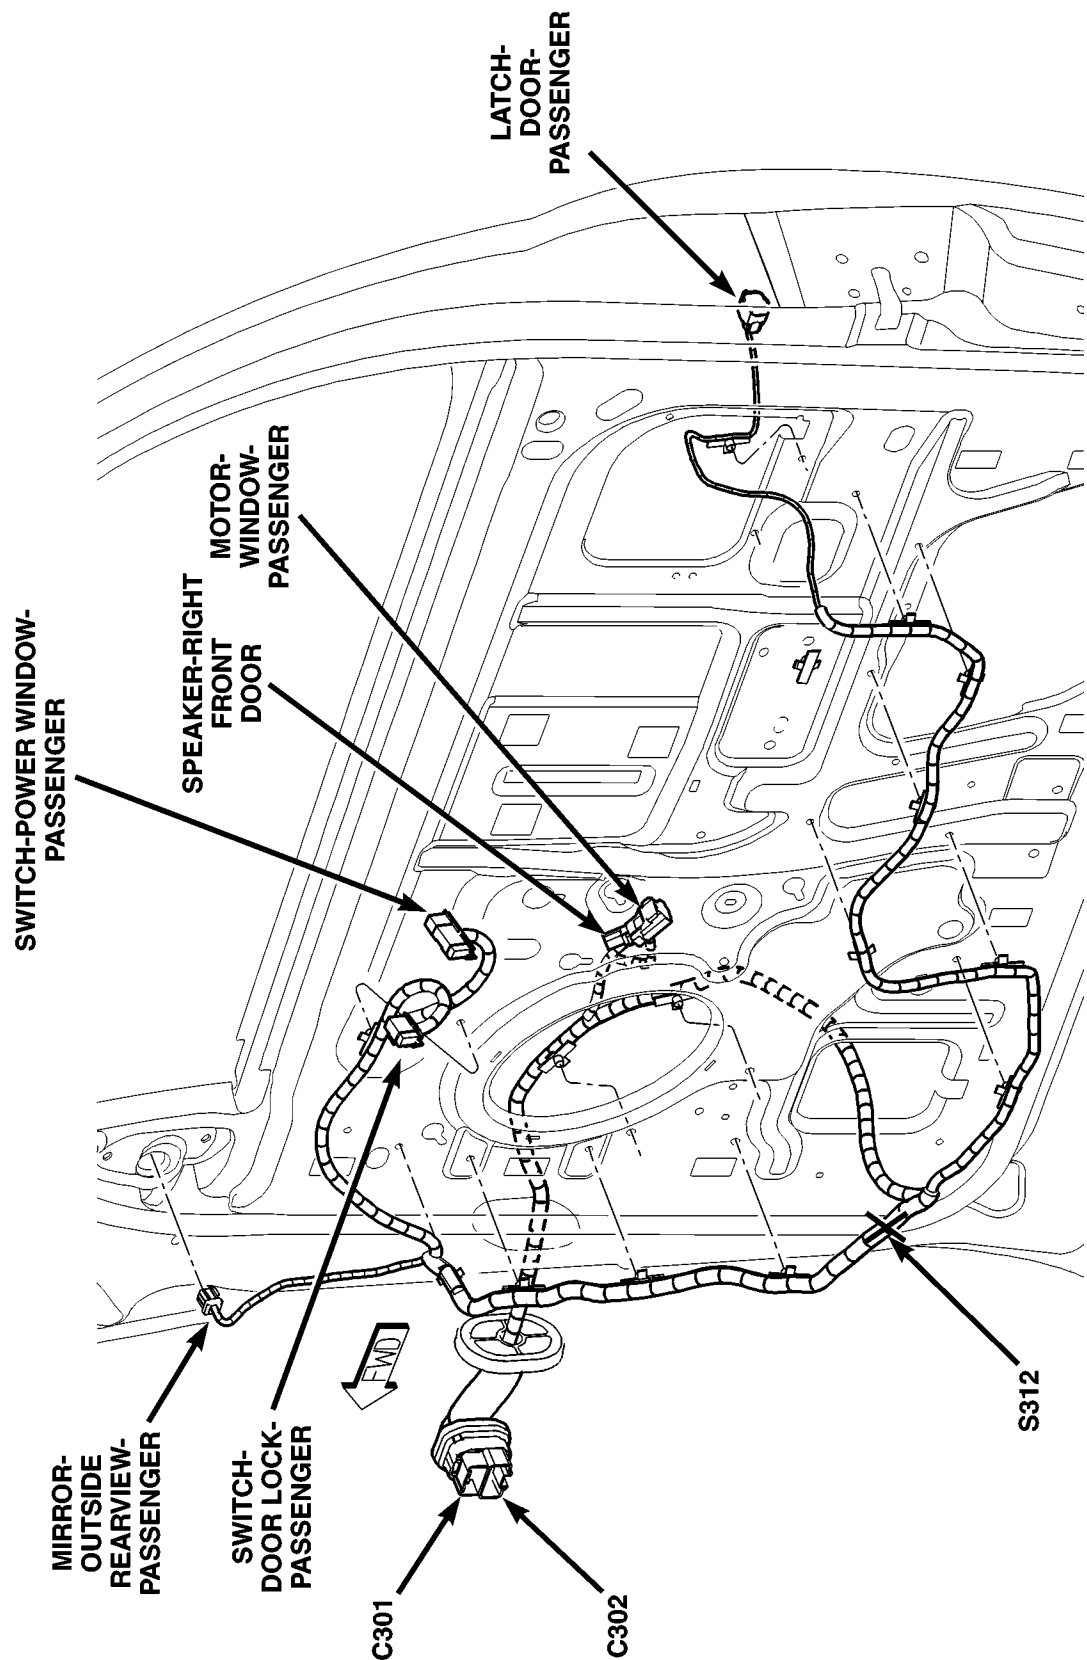 SWITCH-POWER WINDOW-
PASSENGER
SPEAKER-RIGHT
FRONT
DOOR
MOTOR-
WINDOW-
PASSENGER
LATCH-
DOOR-
PASSENGER
MIRROR-
OUTSIDE
REARVIEW-
PASSENGER
SWITCH-
DOOR LOCK-
PASSENGER
FWD
C301
C302
S312